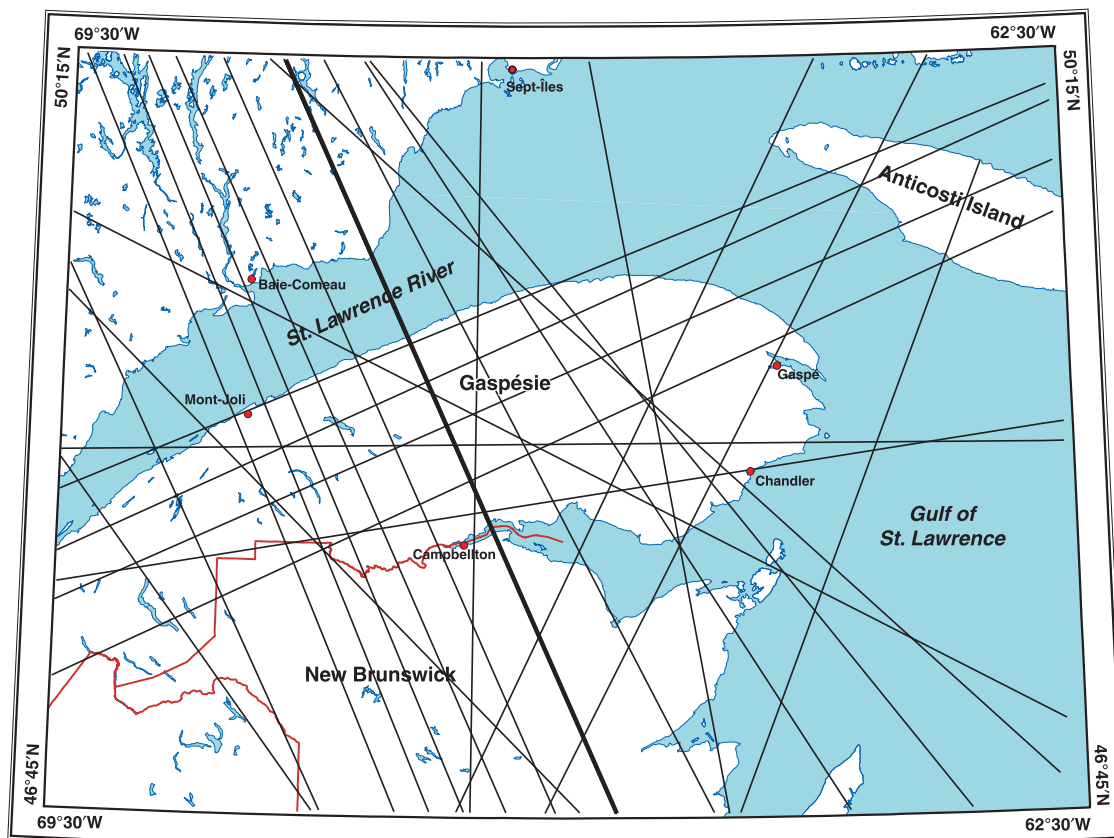 69°30′W
62°30′W
50°15′N
50°15′N
Sept-Îles
Anticosti Island
Baie-Comeau
St. Lawrence River
Gaspé
Gaspésie
Mont-Joli
Chandler
Gulf of
St. Lawrence
Campbellton
New Brunswick
46°45′N
46°45′N
69°30′W
62°30′W